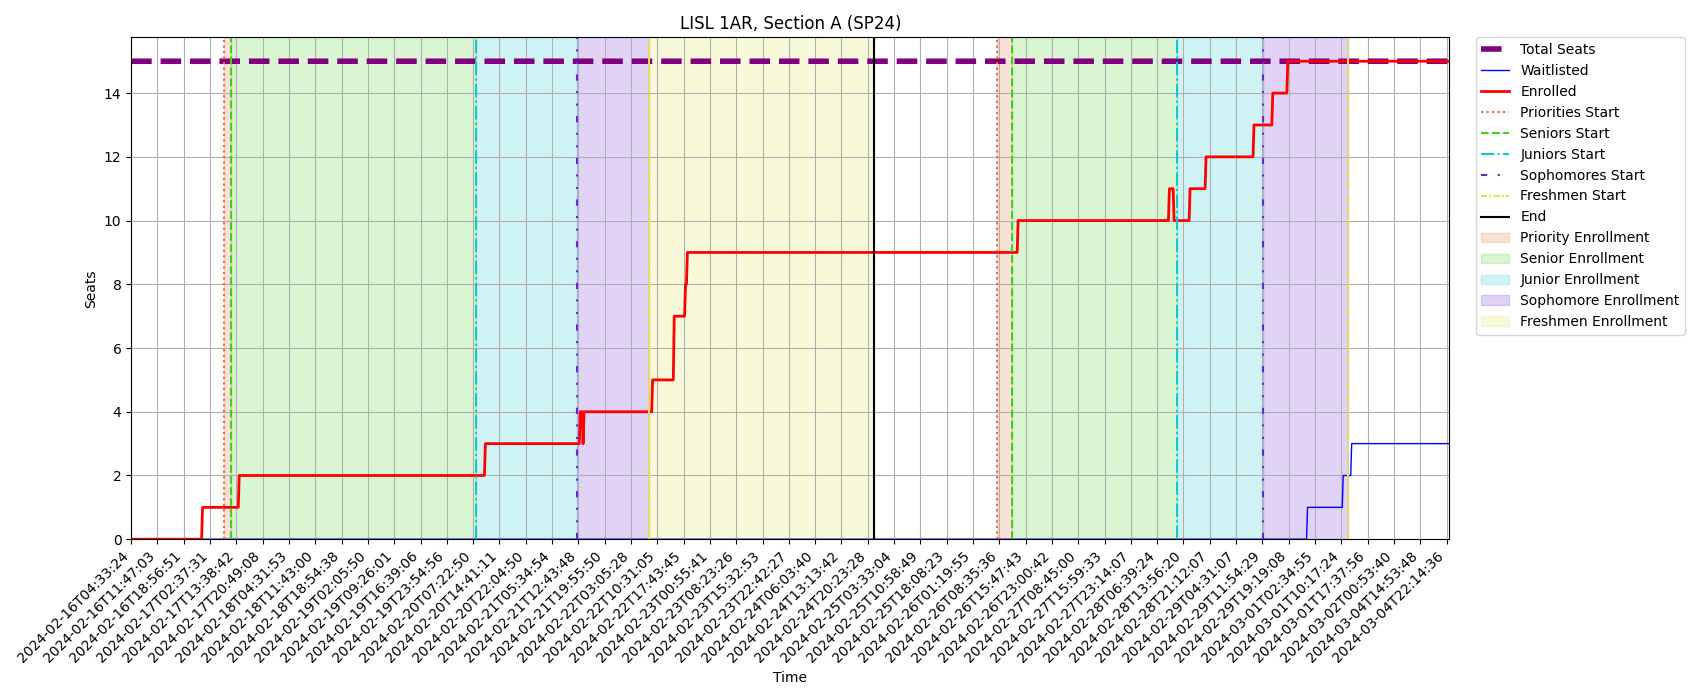 LISL 1AR, Section A (SP24)
Seats
14
12
10
8
6
4
2
0
2024-02-16T04:33:24
2024-02-16T11:47:03
2024-02-16T18:56:51
2024-02-17T02:37:31
2024-02-17T13:38:42
2024-02-17T20:49:08
2024-02-18T04:31:53
2024-02-18T11:43:00
2024-02-18T18:54:38
2024-02-19T02:05:50
2024-02-19T09:26:01
2024-02-19T16:39:06
2024-02-19T23:54:56
2024-02-20T07:22:50
2024-02-20T14:41:11
2024-02-20T22:04:50
2024-02-21T05:34:54
2024-02-21T12:43:48
2024-02-21T19:55:50
2024-02-22T03:05:28
2024-02-22T10:31:05
2024-02-22T17:43:45
2024-02-23T00:55:41
2024-02-23T08:23:26
2024-02-23T15:32:53
2024-02-23T22:42:27
2024-02-24T06:03:40
2024-02-24T13:13:42
2024-02-24T20:23:28
2024-02-25T03:33:04
2024-02-25T10:58:49
2024-02-25T18:08:23
2024-02-26T01:19:55
2024-02-26T08:35:36
2024-02-26T15:47:43
2024-02-26T23:00:42
2024-02-27T08:45:00
2024-02-27T15:59:33
2024-02-27T23:14:07
2024-02-28T06:39:24
2024-02-28T13:56:20
2024-02-28T21:12:07
2024-02-29T04:31:07
2024-02-29T11:54:29
2024-02-29T19:19:08
2024-03-01T02:34:55
2024-03-01T10:17:24
2024-03-01T17:37:56
2024-03-02T00:53:40
2024-03-04T14:53:48
2024-03-04T22:14:36
Time
Total Seats
Waitlisted
Enrolled
Priorities Start
Seniors Start
Juniors Start
Sophomores Start
Freshmen Start
End
Priority Enrollment
Senior Enrollment
Junior Enrollment
Sophomore Enrollment
Freshmen Enrollment